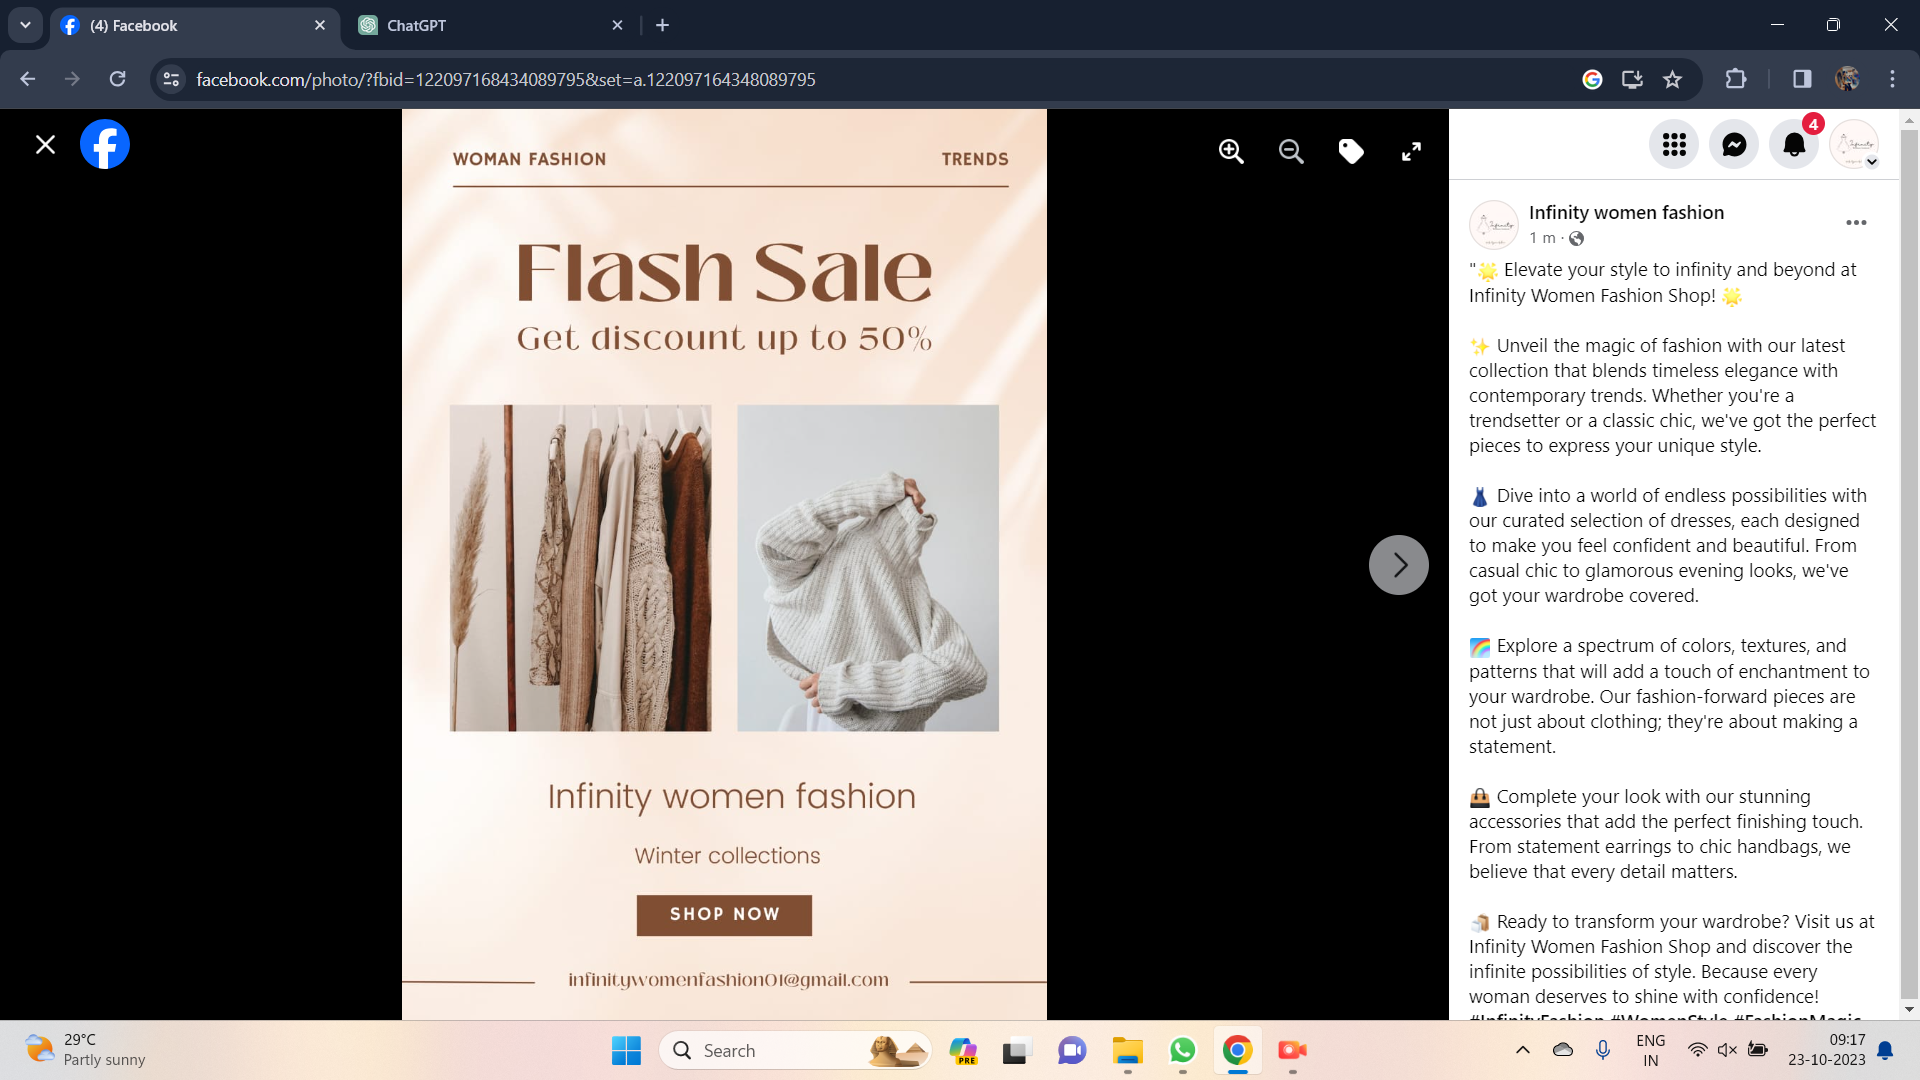 (4) Facebook
ChatGPT
facebook.com/photo/?fbid=122097168434089795&set=a.122097164348089795
WOMAN FASHION
TRENDS
Flash Sale
Get discount up to 50%
Infinity women fashion
Winter collections
SHOP NOW
infinitywomenfashion01@gmail.com
4
Infinity women fashion
1 m ·
"🌟 Elevate your style to infinity and beyond at
Infinity Women Fashion Shop! 🌟
✨ Unveil the magic of fashion with our latest
collection that blends timeless elegance with
contemporary trends. Whether you're a
trendsetter or a classic chic, we've got the perfect
pieces to express your unique style.
👗 Dive into a world of endless possibilities with
our curated selection of dresses, each designed
to make you feel confident and beautiful. From
casual chic to glamorous evening looks, we've
got your wardrobe covered.
🌈 Explore a spectrum of colors, textures, and
patterns that will add a touch of enchantment to
your wardrobe. Our fashion-forward pieces are
not just about clothing; they're about making a
statement.
👜 Complete your look with our stunning
accessories that add the perfect finishing touch.
From statement earrings to chic handbags, we
believe that every detail matters.
🛍️ Ready to transform your wardrobe? Visit us at
Infinity Women Fashion Shop and discover the
infinite possibilities of style. Because every
woman deserves to shine with confidence!
#InfinityFashion #WomenStyle #FashionMagic
29°C
Partly sunny
Search
PRE
ENG
IN
09:17
23-10-2023